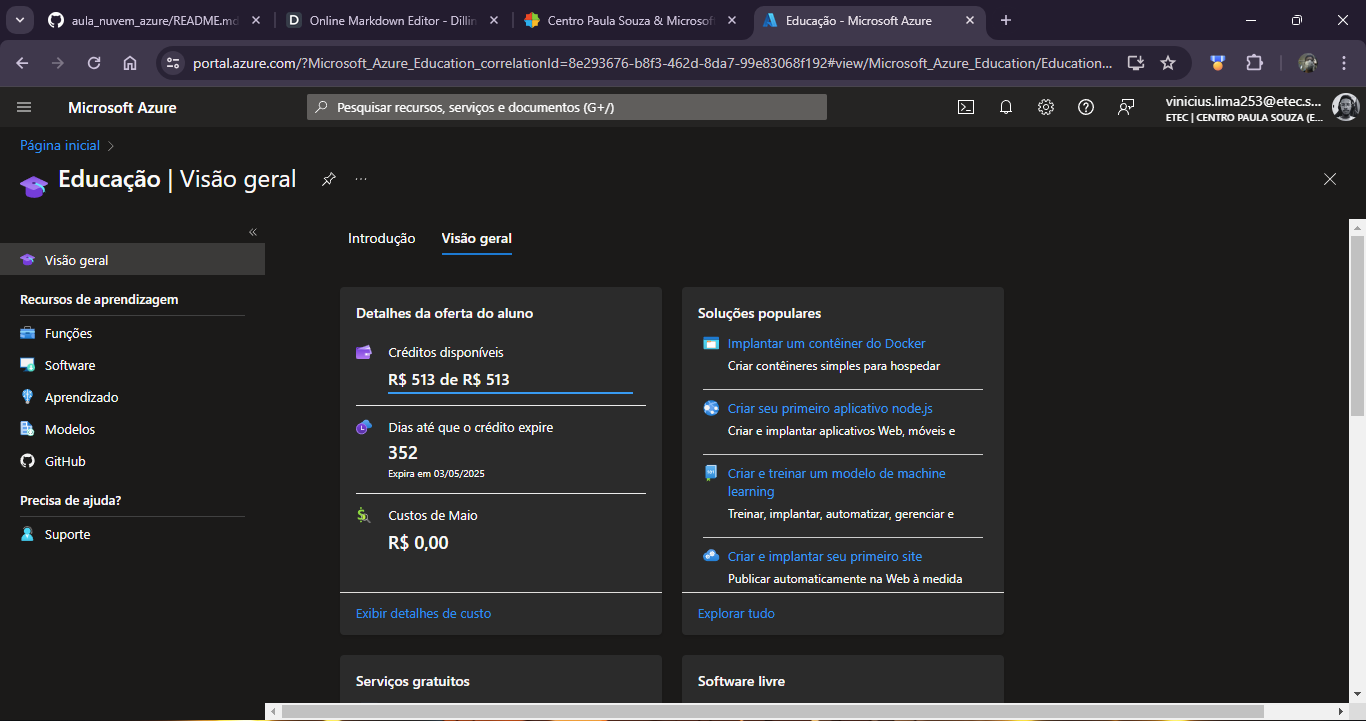 aula_nuvem_azure/README.md
Online Markdown Editor - Dillin
Centro Paula Souza & Microsof
Educação - Microsoft Azure
portal.azure.com/?Microsoft_Azure_Education_correlationId=8e293676-b8f3-462d-8da7-99e83068f192#view/Microsoft_Azure_Education/Education...
Microsoft Azure
Pesquisar recursos, serviços e documentos (G+/)
vinicius.lima253@etec.s...
ETEC | CENTRO PAULA SOUZA (E...
Página inicial
Educação | Visão geral
Visão geral
Recursos de aprendizagem
Funções
Software
Aprendizado
Modelos
GitHub
Precisa de ajuda?
Suporte
Introdução
Visão geral
Detalhes da oferta do aluno
Créditos disponíveis
R$ 513 de R$ 513
Dias até que o crédito expire
352
Expira em 03/05/2025
Custos de Maio
R$ 0,00
Exibir detalhes de custo
Soluções populares
Implantar um contêiner do Docker
Criar contêineres simples para hospedar
Criar seu primeiro aplicativo node.js
Criar e implantar aplicativos Web, móveis e
Criar e treinar um modelo de machine
learning
Treinar, implantar, automatizar, gerenciar e
Criar e implantar seu primeiro site
Publicar automaticamente na Web à medida
Explorar tudo
Serviços gratuitos
Software livre